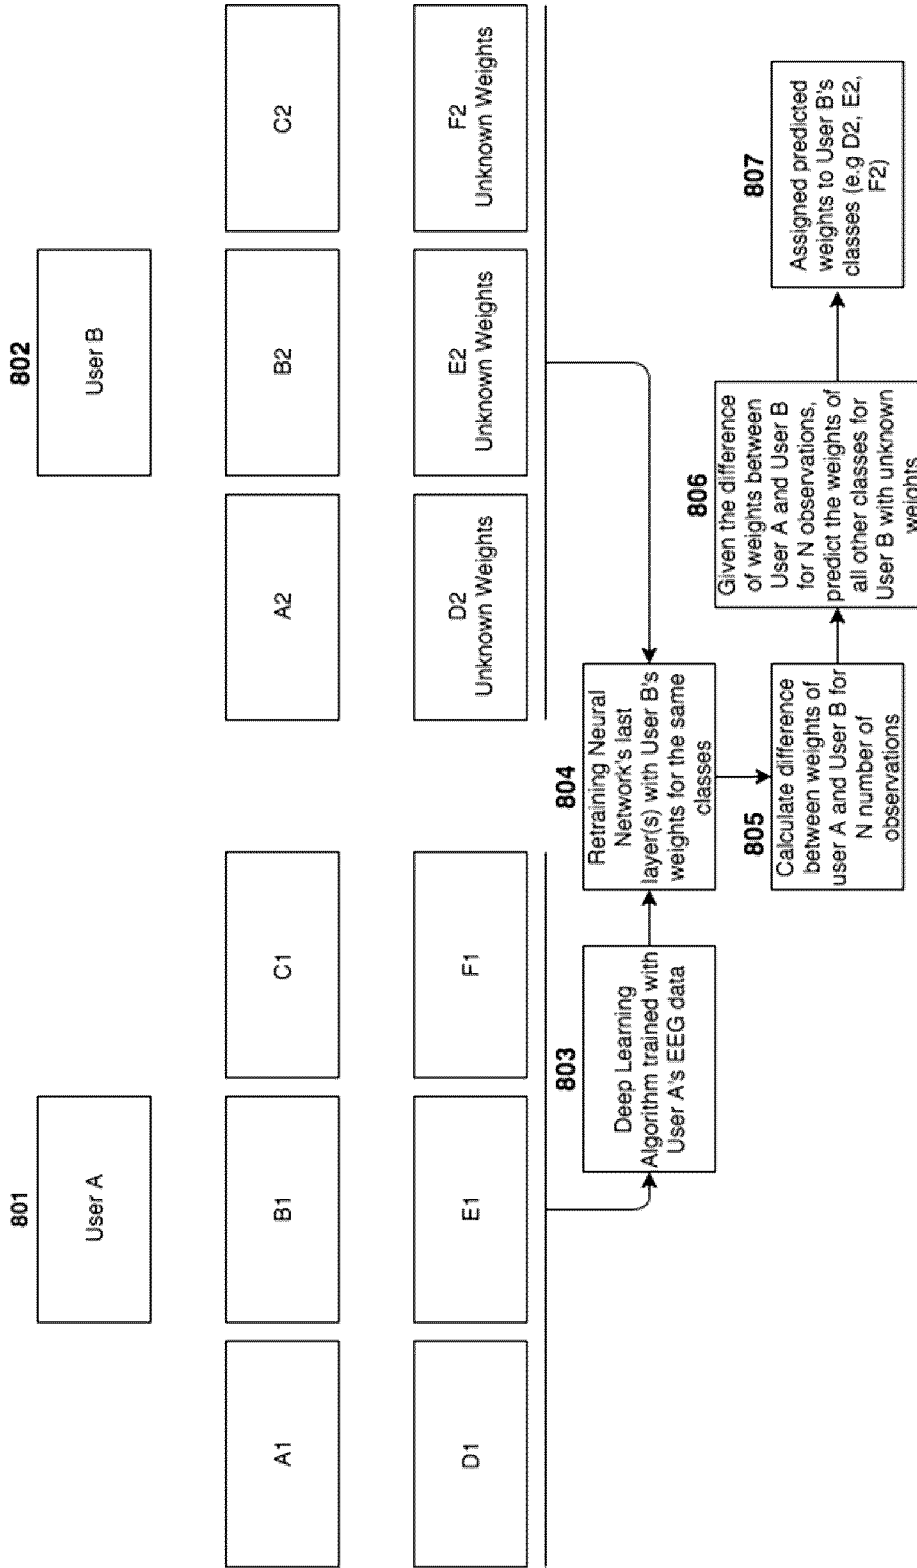 801
User A
802
User B
A1
B1
C1
A2
B2
C2
D1
E1
F1
D2
Unknown Weights
E2
Unknown Weights
F2
Unknown Weights
803
Deep Learning
Algorithm trained with
User A's EEG data
804
Retraining Neural
Network's last
layer(s) with User B's
weights for the same
classes
805
Calculate difference
between weights of
user A and User B for
N number of
observations
806
Given the difference
of weights between
User A and User B
for N observations,
predict the weights of
all other classes for
User B with unknown
weights
807
Assigned predicted
weights to User B's
classes (e.g D2, E2,
F2)